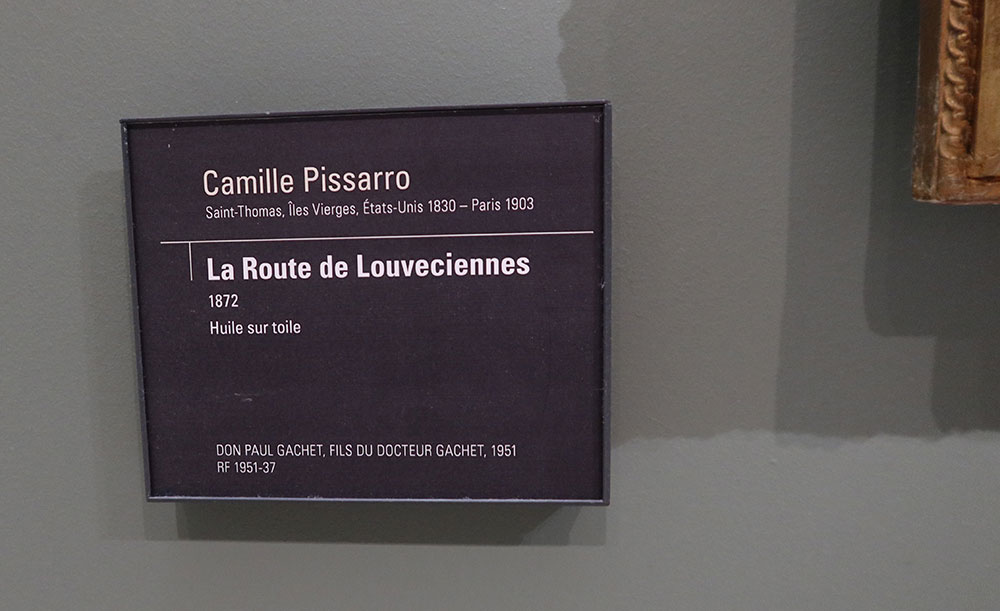 Camille Pissarro
Saint-Thomas, Îles Vierges, États-Unis 1830 – Paris 1903
La Route de Louveciennes
1872
Huile sur toile
DON PAUL GACHET, FILS DU DOCTEUR GACHET, 1951
RF 1951-37